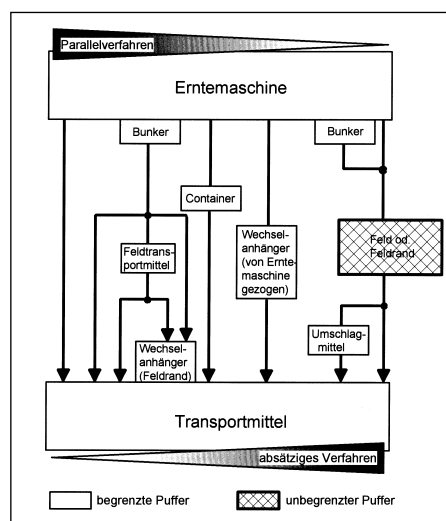 Parallelverfahren
Erntemaschine
Bunker
Bunker
Container
Wechsel-
anhänger
(von Ernte-
maschine
gezogen)
Feld od
Feldrand
Feldtrans-
portmittel
Umschlag-
mittel
Wechsel-
anhänger
(Feldrand)
Transportmittel
absätziges Verfahren
begrenzte Puffer
unbegrenzter Puffer